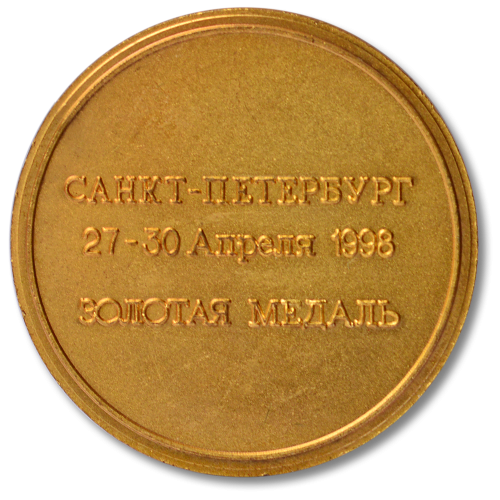 САНКТ-ПЕТЕРБУРГ
27-30 Апреля 1998
ЗОЛОТАЯ МЕДАЛЬ